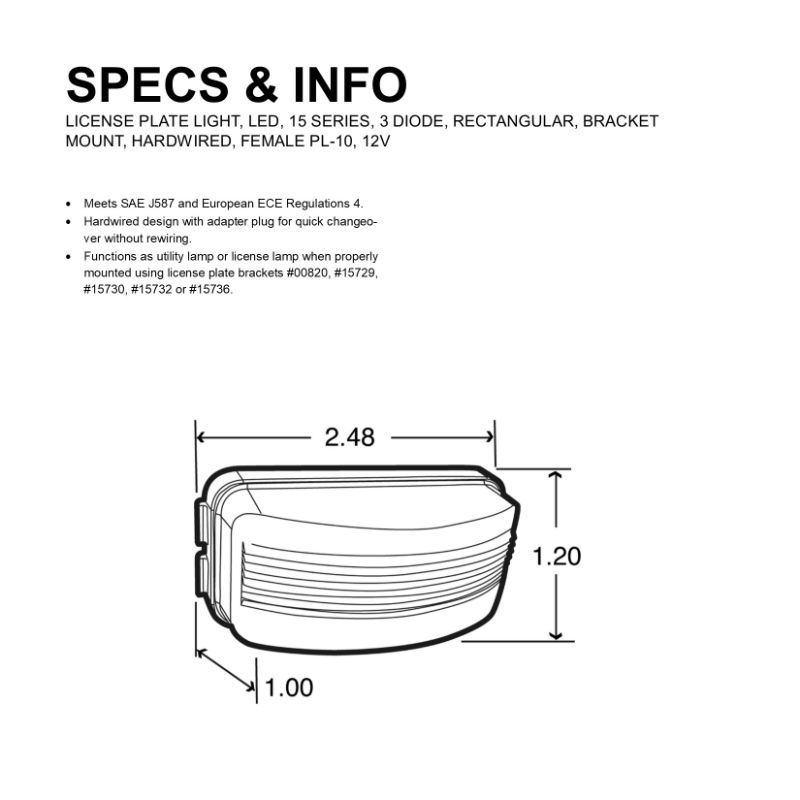 SPECS & INFO
LICENSE PLATE LIGHT, LED, 15 SERIES, 3 DIODE, RECTANGULAR, BRACKET
MOUNT, HARDWIRED, FEMALE PL-10, 12V
• Meets SAE J587 and European ECE Regulations 4.
• Hardwired design with adapter plug for quick changeo-
ver without rewiring.
• Functions as utility lamp or license lamp when properly
mounted using license plate brackets #00820, #15729,
#15730, #15732 or #15736.
2.48
1.20
1.00